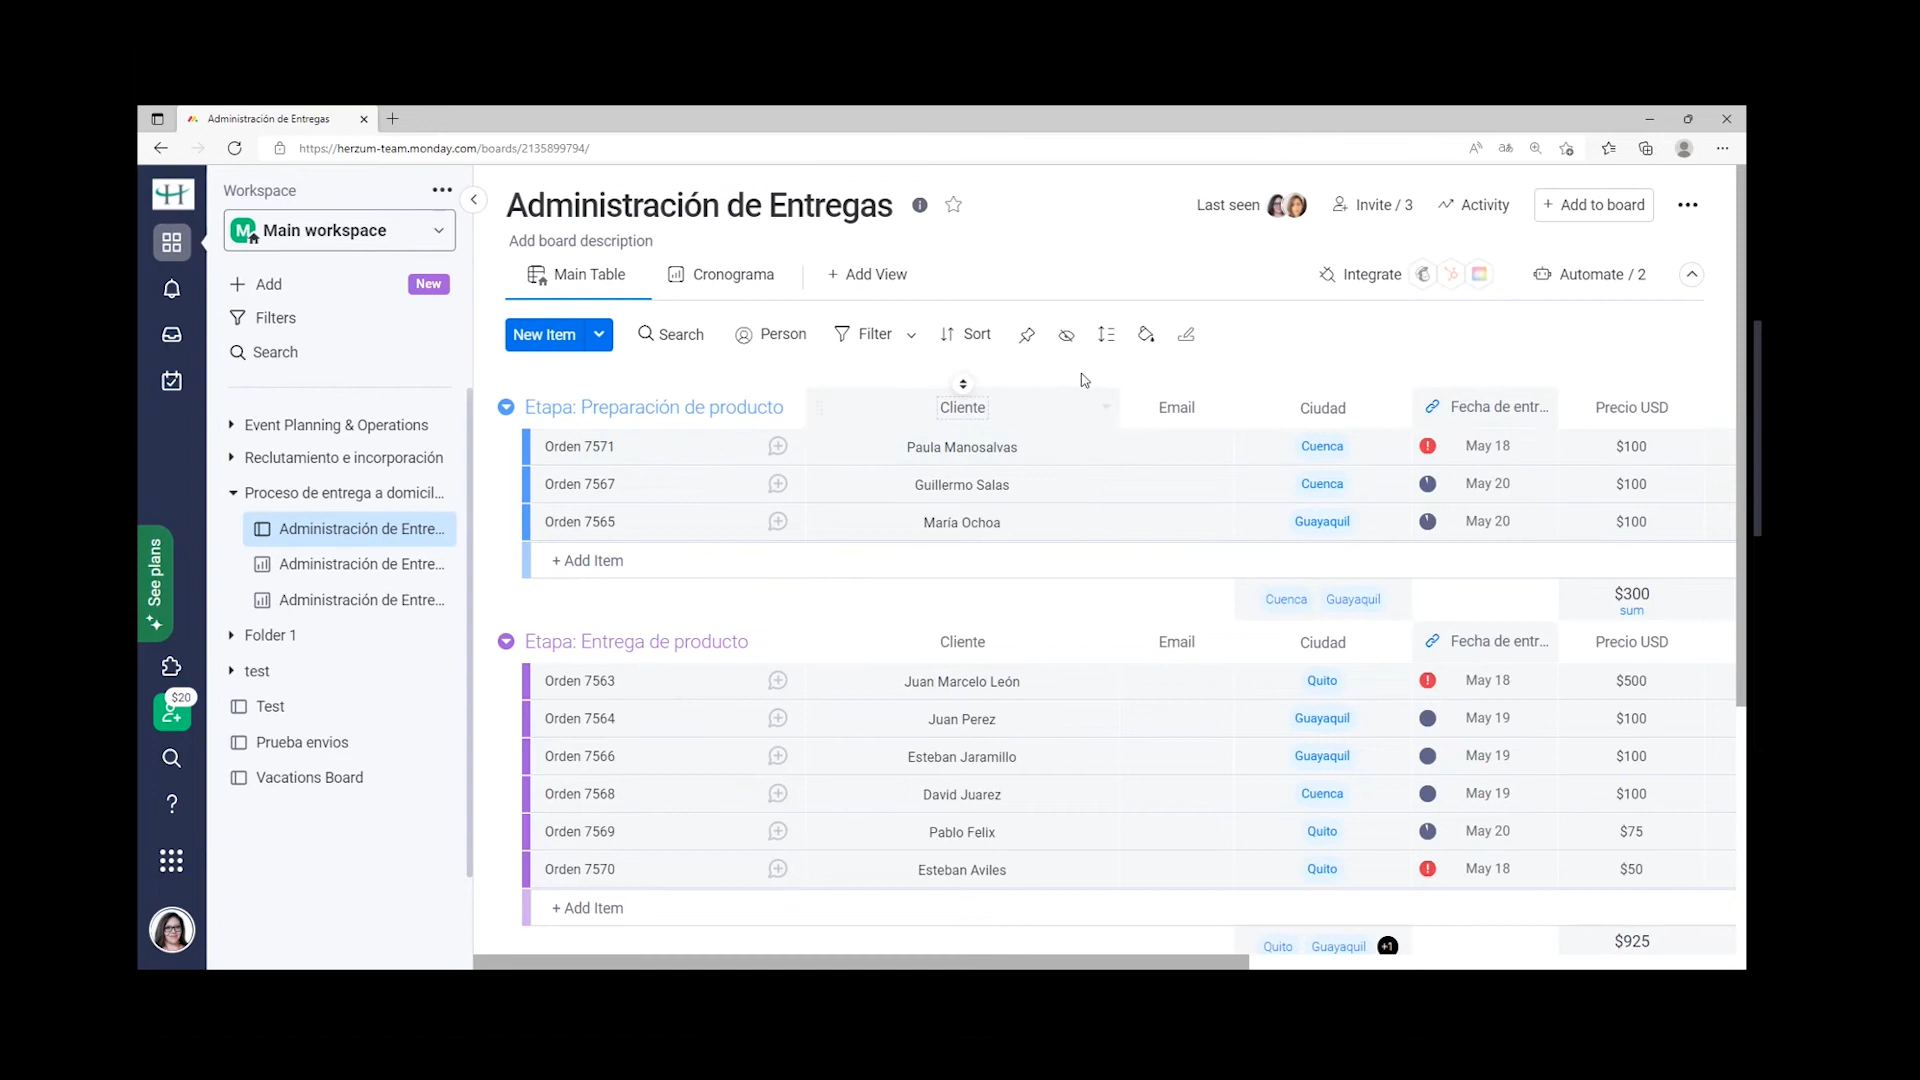 Administración de Entregas
https://herzum-team.monday.com/boards/2135899794/
Workspace
M Main workspace
Add New
Filters
Search
Event Planning & Operations
Reclutamiento e incorporación
Proceso de entrega a domicil...
Administración de Entre...
Administración de Entre...
Administración de Entre...
Folder 1
test
Test
Prueba envios
Vacations Board
See plans
$20
Administración de Entregas
Last seen Invite / 3 Activity + Add to board
Add board description
Main Table Cronograma + Add View Integrate Automate / 2
New Item Search Person Filter Sort
Etapa: Preparación de producto Cliente Email Ciudad Fecha de entr... Precio USD
Orden 7571 Paula Manosalvas Cuenca May 18 $100
Orden 7567 Guillermo Salas Cuenca May 20 $100
Orden 7565 María Ochoa Guayaquil May 20 $100
+ Add Item
Cuenca Guayaquil $300
sum
Etapa: Entrega de producto Cliente Email Ciudad Fecha de entr... Precio USD
Orden 7563 Juan Marcelo León Quito May 18 $500
Orden 7564 Juan Perez Guayaquil May 19 $100
Orden 7566 Esteban Jaramillo Guayaquil May 19 $100
Orden 7568 David Juarez Cuenca May 19 $100
Orden 7569 Pablo Felix Quito May 20 $75
Orden 7570 Esteban Aviles Quito May 18 $50
+ Add Item
Quito Guayaquil +1 $925